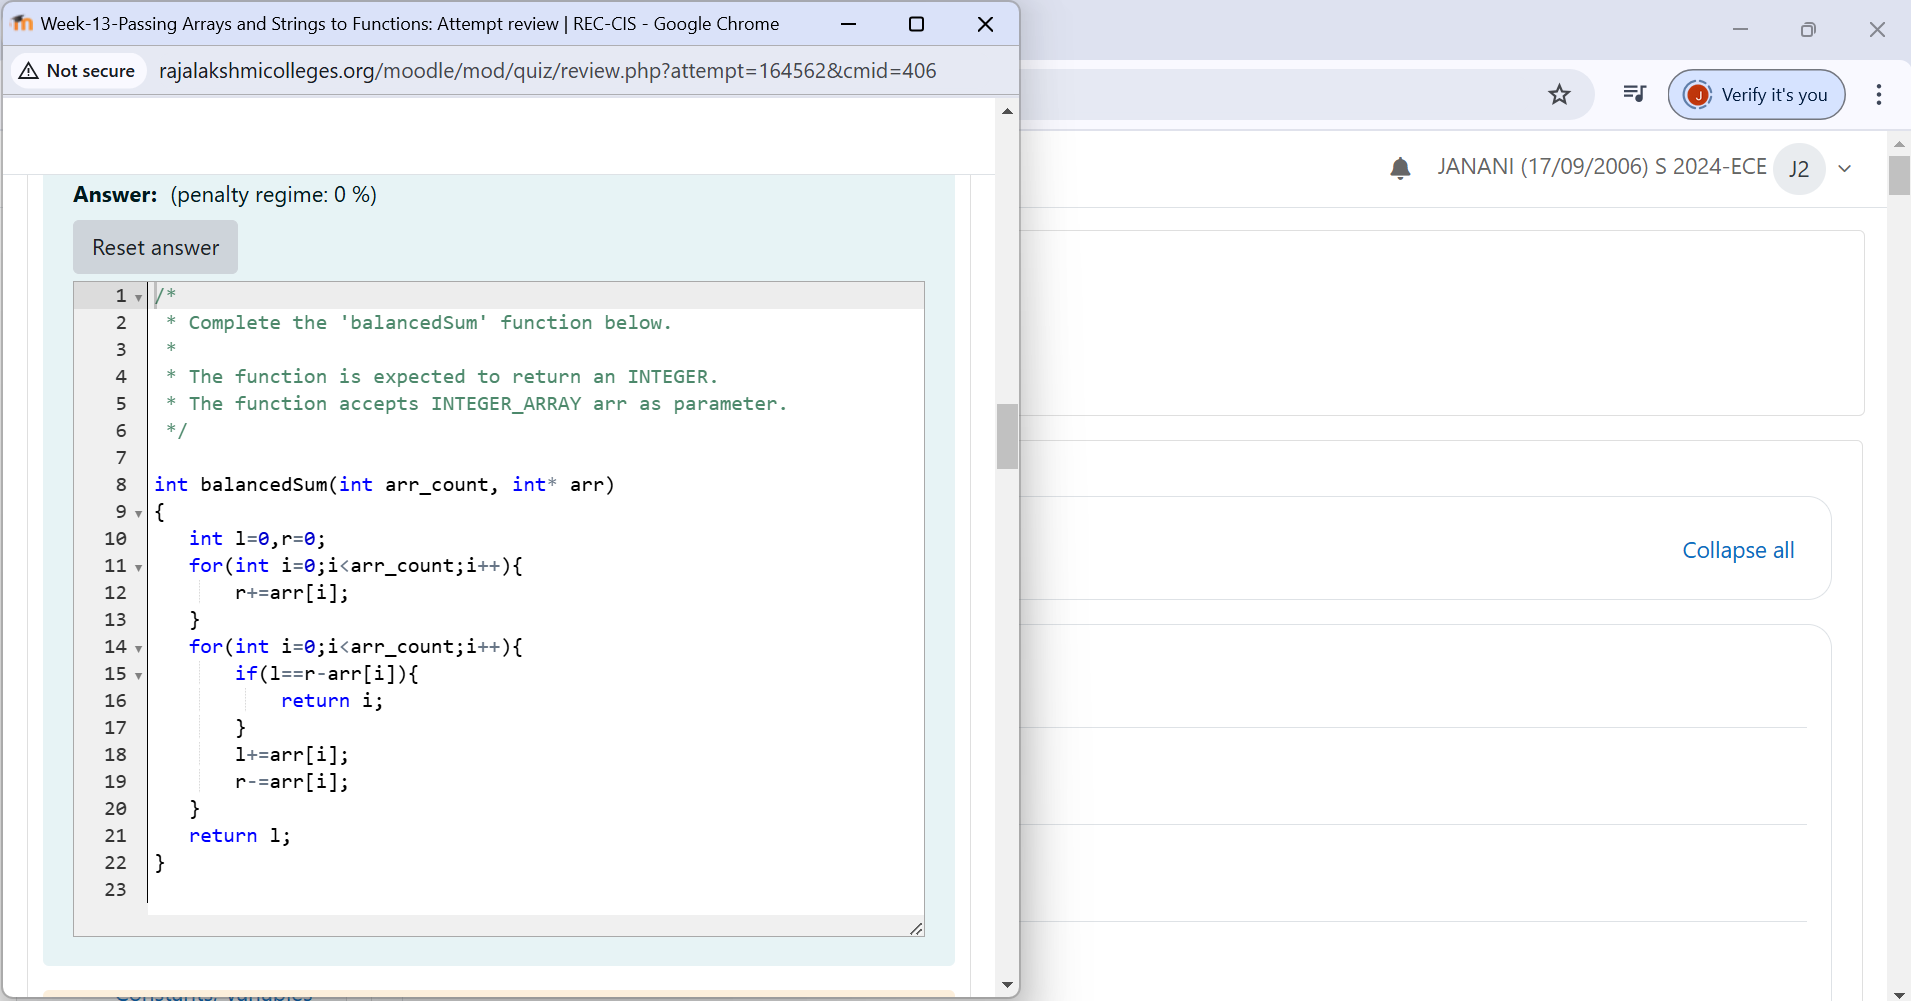 Week-13-Passing Arrays and Strings to Functions: Attempt review | REC-CIS - Google Chrome
Not secure rajalakshmicolleges.org/moodle/mod/quiz/review.php?attempt=164562&cmid=406
Verify it's you
JANANI (17/09/2006) S 2024-ECE J2
Answer: (penalty regime: 0 %)
Reset answer
1 /*
2 * Complete the 'balancedSum' function below.
3 *
4 * The function is expected to return an INTEGER.
5 * The function accepts INTEGER_ARRAY arr as parameter.
6 */
7
8 int balancedSum(int arr_count, int* arr)
9 {
10 int l=0,r=0;
11 for(int i=0;i<arr_count;i++){
12 r+=arr[i];
13 }
14 for(int i=0;i<arr_count;i++){
15 if(l==r-arr[i]){
16 return i;
17 }
18 l+=arr[i];
19 r-=arr[i];
20 }
21 return l;
22 }
23
Collapse all